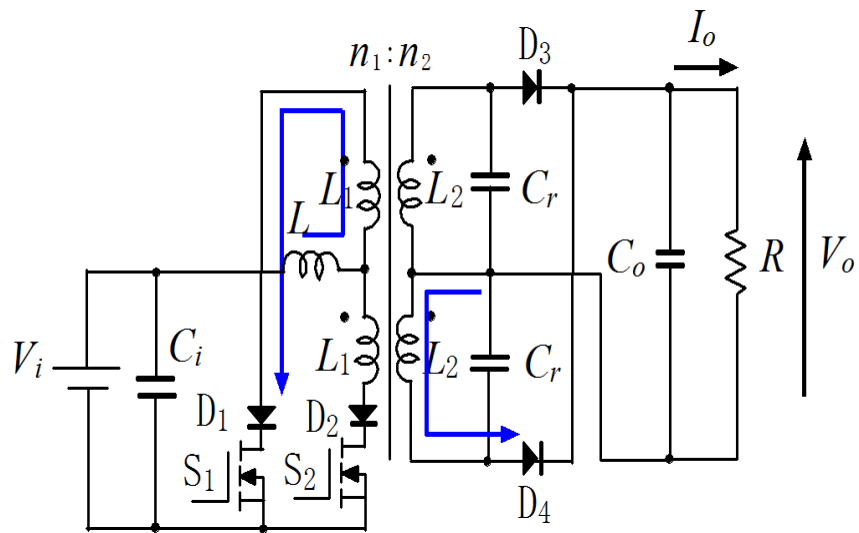 Iₒ
D₃
n₁:n₂
L₁
L₂
Cᵣ
L
Cₒ
R
Vₒ
Vᵢ
Cᵢ
L₁
L₂
Cᵣ
D₁
D₂
S₁
S₂
D₄